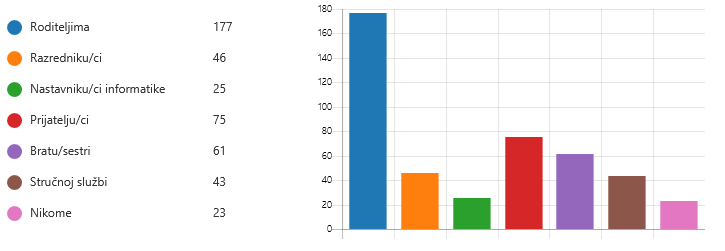 Roditeljima 177
Razredniku/ci 46
Nastavniku/ci informatike 25
Prijatelju/ci 75
Bratu/sestri 61
Stručnoj službi 43
Nikome 23
180
160
140
120
100
80
60
40
20
0